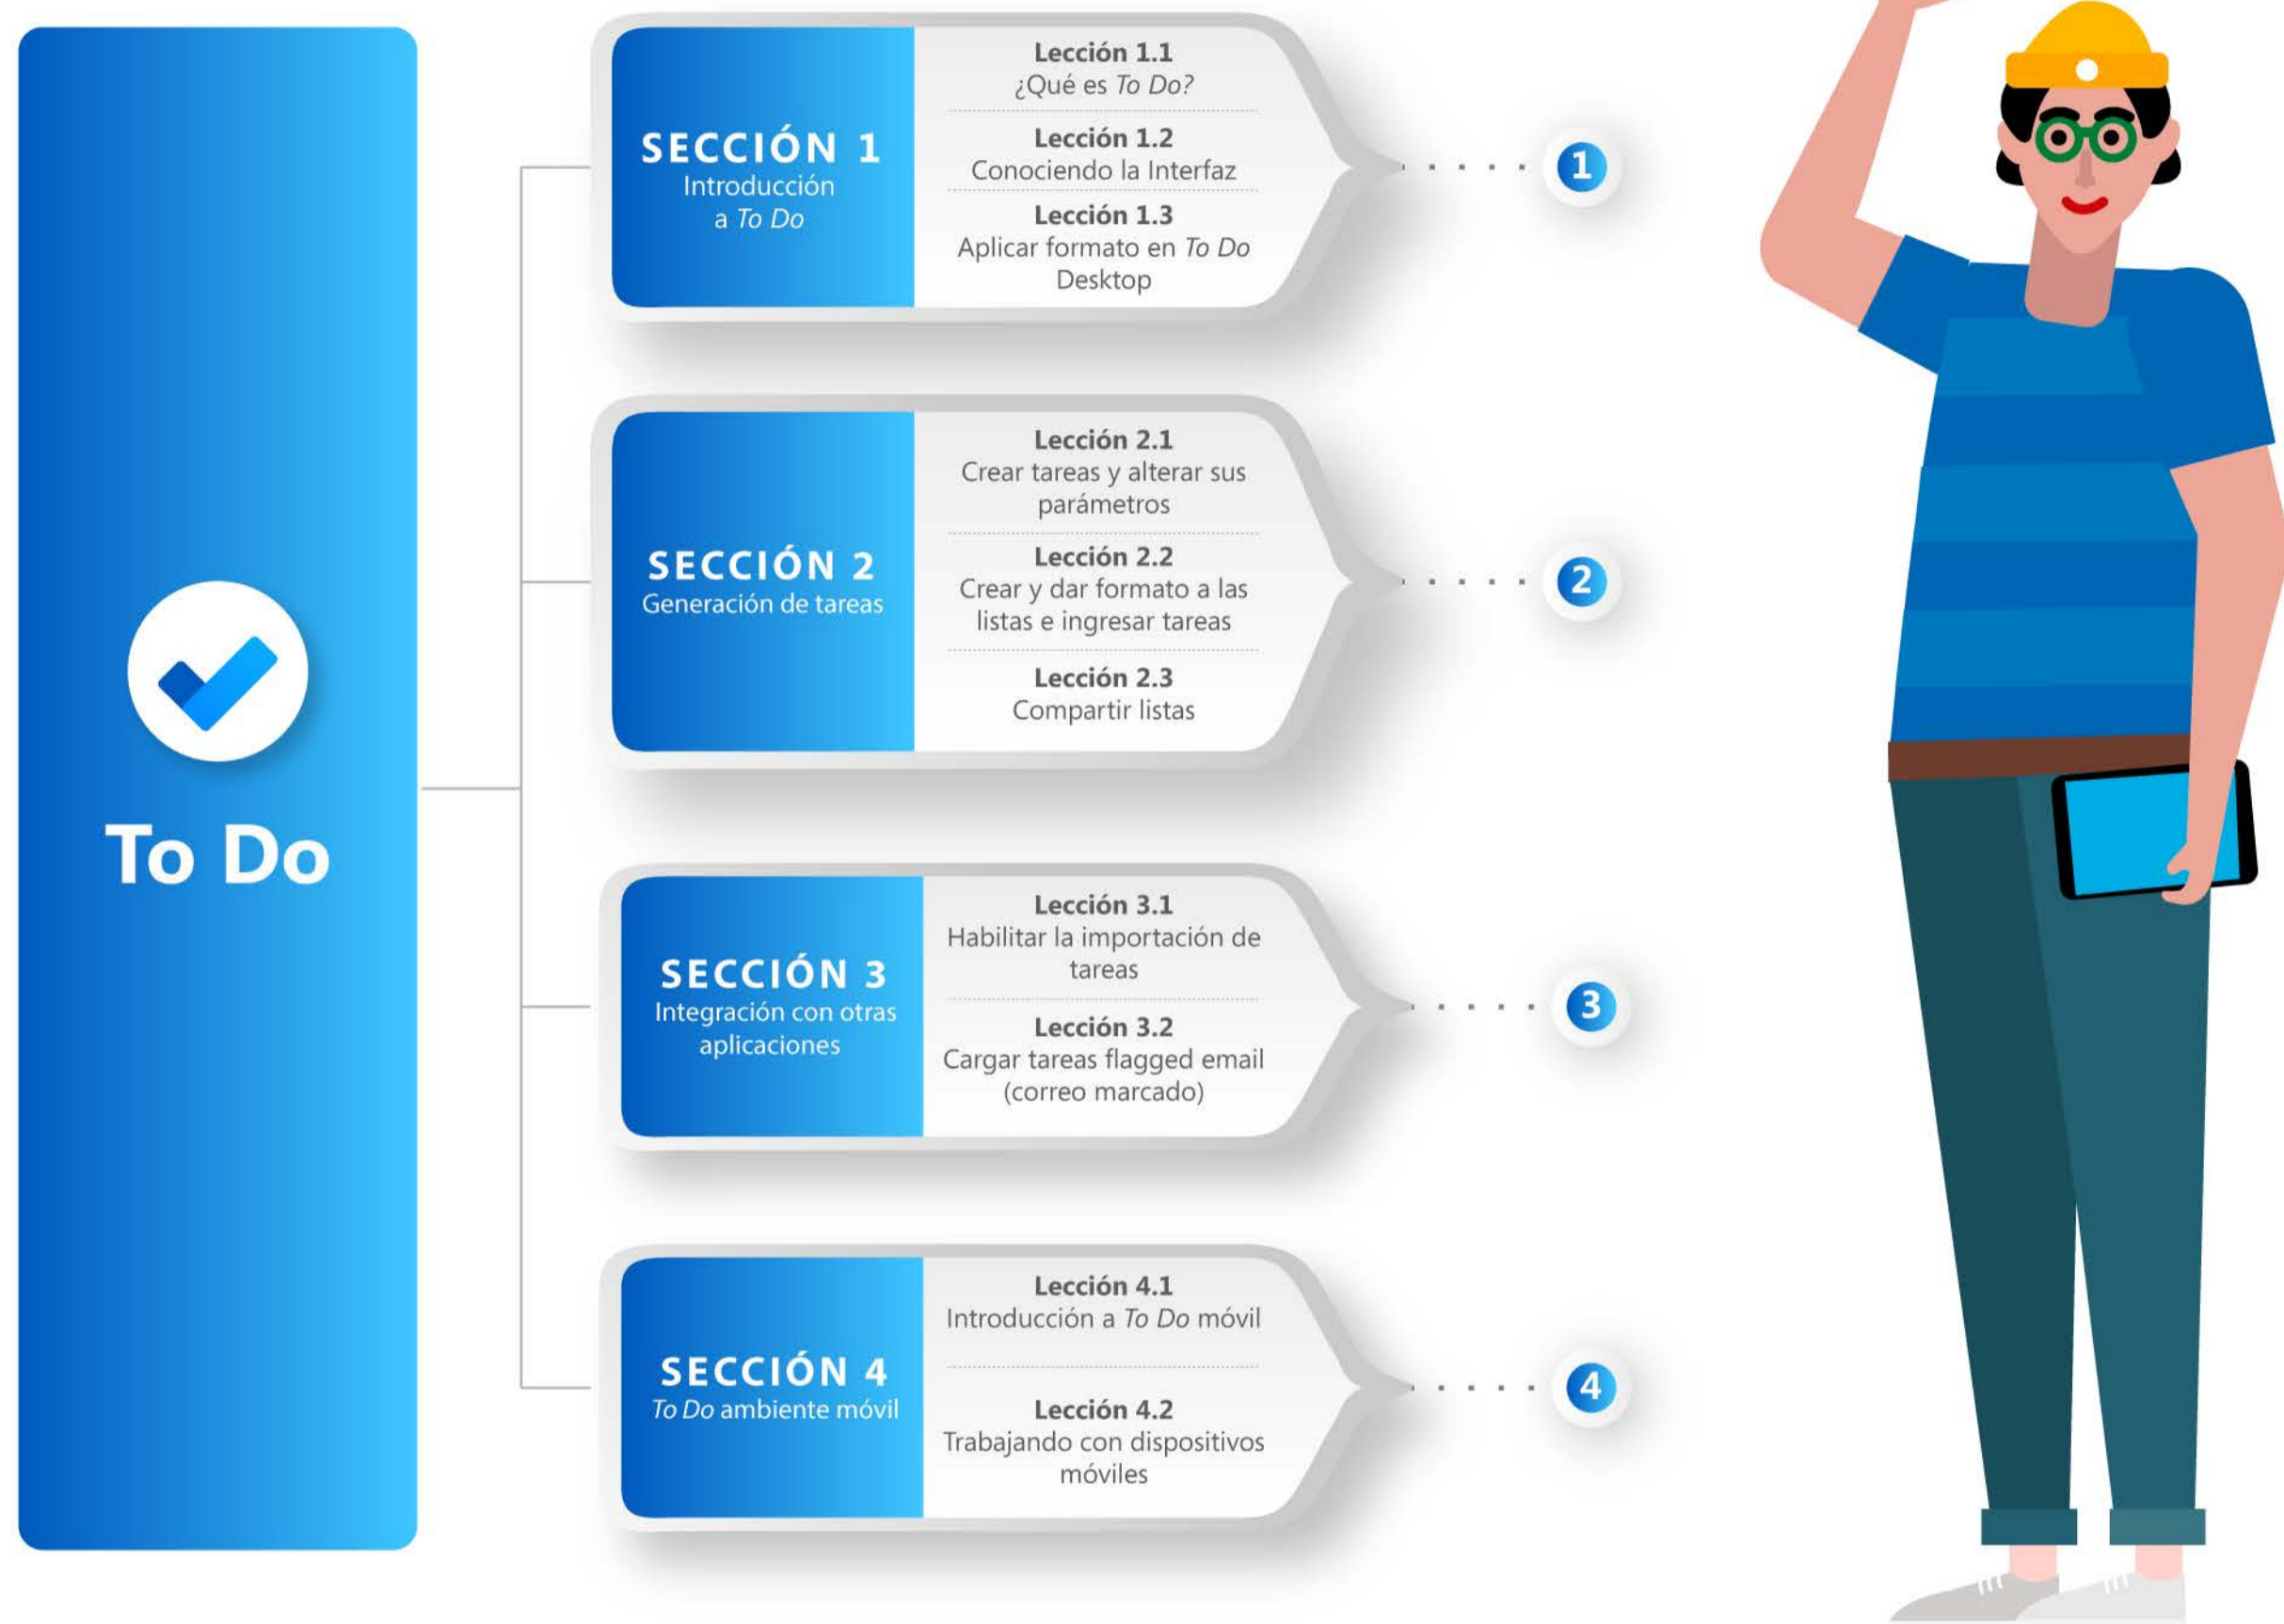 To Do
SECCIÓN 1
Introducción
a To Do
Lección 1.1
¿Qué es To Do?
Lección 1.2
Conociendo la Interfaz
Lección 1.3
Aplicar formato en To Do
Desktop
1
SECCIÓN 2
Generación de tareas
Lección 2.1
Crear tareas y alterar sus
parámetros
Lección 2.2
Crear y dar formato a las
listas e ingresar tareas
Lección 2.3
Compartir listas
2
SECCIÓN 3
Integración con otras
aplicaciones
Lección 3.1
Habilitar la importación de
tareas
Lección 3.2
Cargar tareas flagged email
(correo marcado)
3
SECCIÓN 4
To Do ambiente móvil
Lección 4.1
Introducción a To Do móvil
Lección 4.2
Trabajando con dispositivos
móviles
4